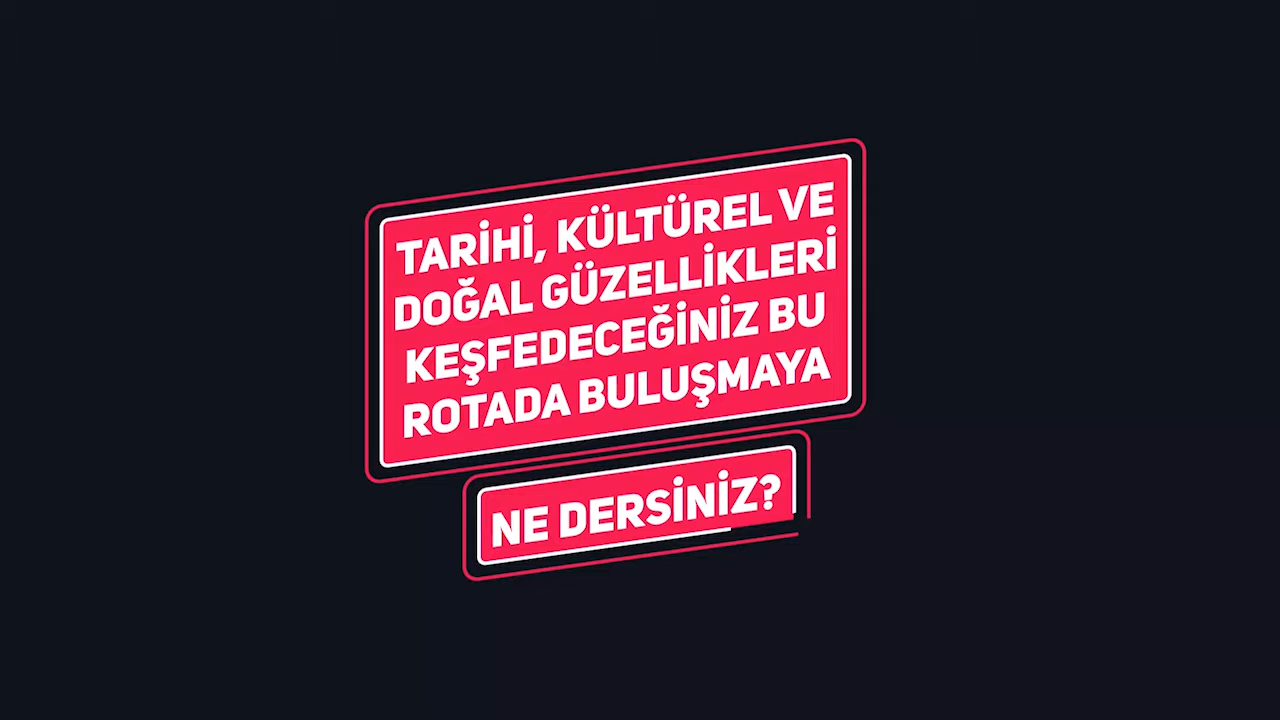 TARİHİ, KÜLTÜREL VE
DOĞAL GÜZELLİKLERİ
KEŞFEDECEĞİNİZ BU
ROTADA BULUŞMAYA
NE DERSİNİZ?